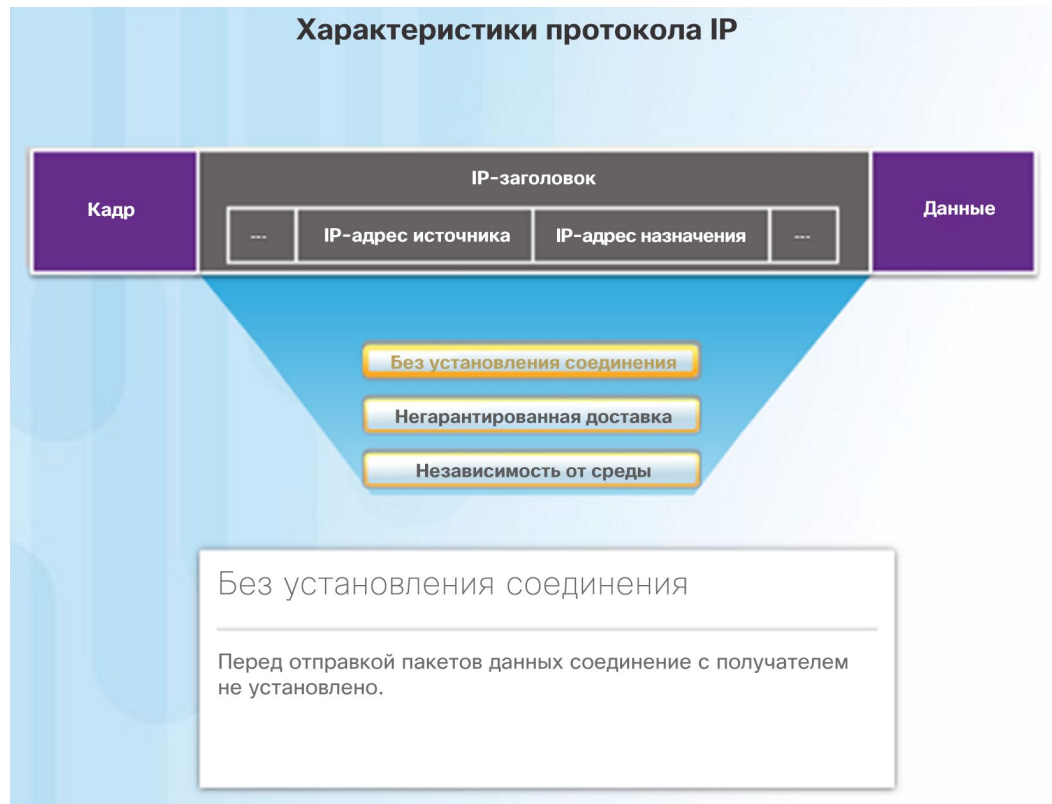 Характеристики протокола IP
IP-заголовок
Кадр
Данные
---
IP-адрес источника
IP-адрес назначения
---
Без установления соединения
Негарантированная доставка
Независимость от среды
Без установления соединения
Перед отправкой пакетов данных соединение с получателем
не установлено.